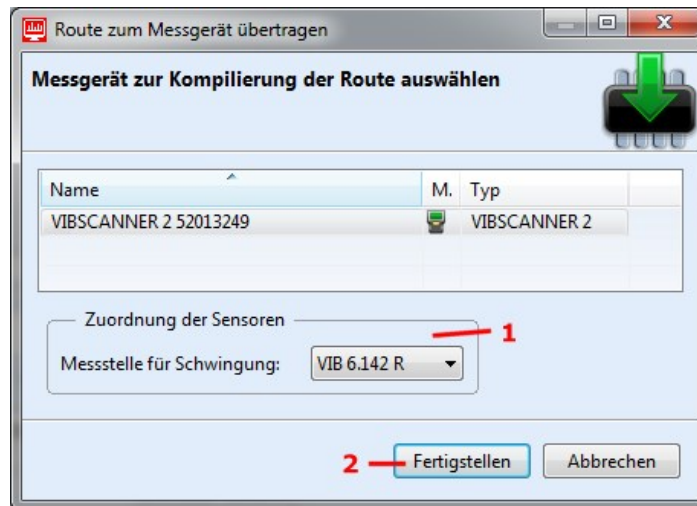 Route zum Messgerät übertragen
Messgerät zur Kompilierung der Route auswählen
Name M. Typ
VIBSCANNER 2 52013249 VIBSCANNER 2
Zuordnung der Sensoren
1
Messstelle für Schwingung: VIB 6.142 R
2 Fertigstellen Abbrechen